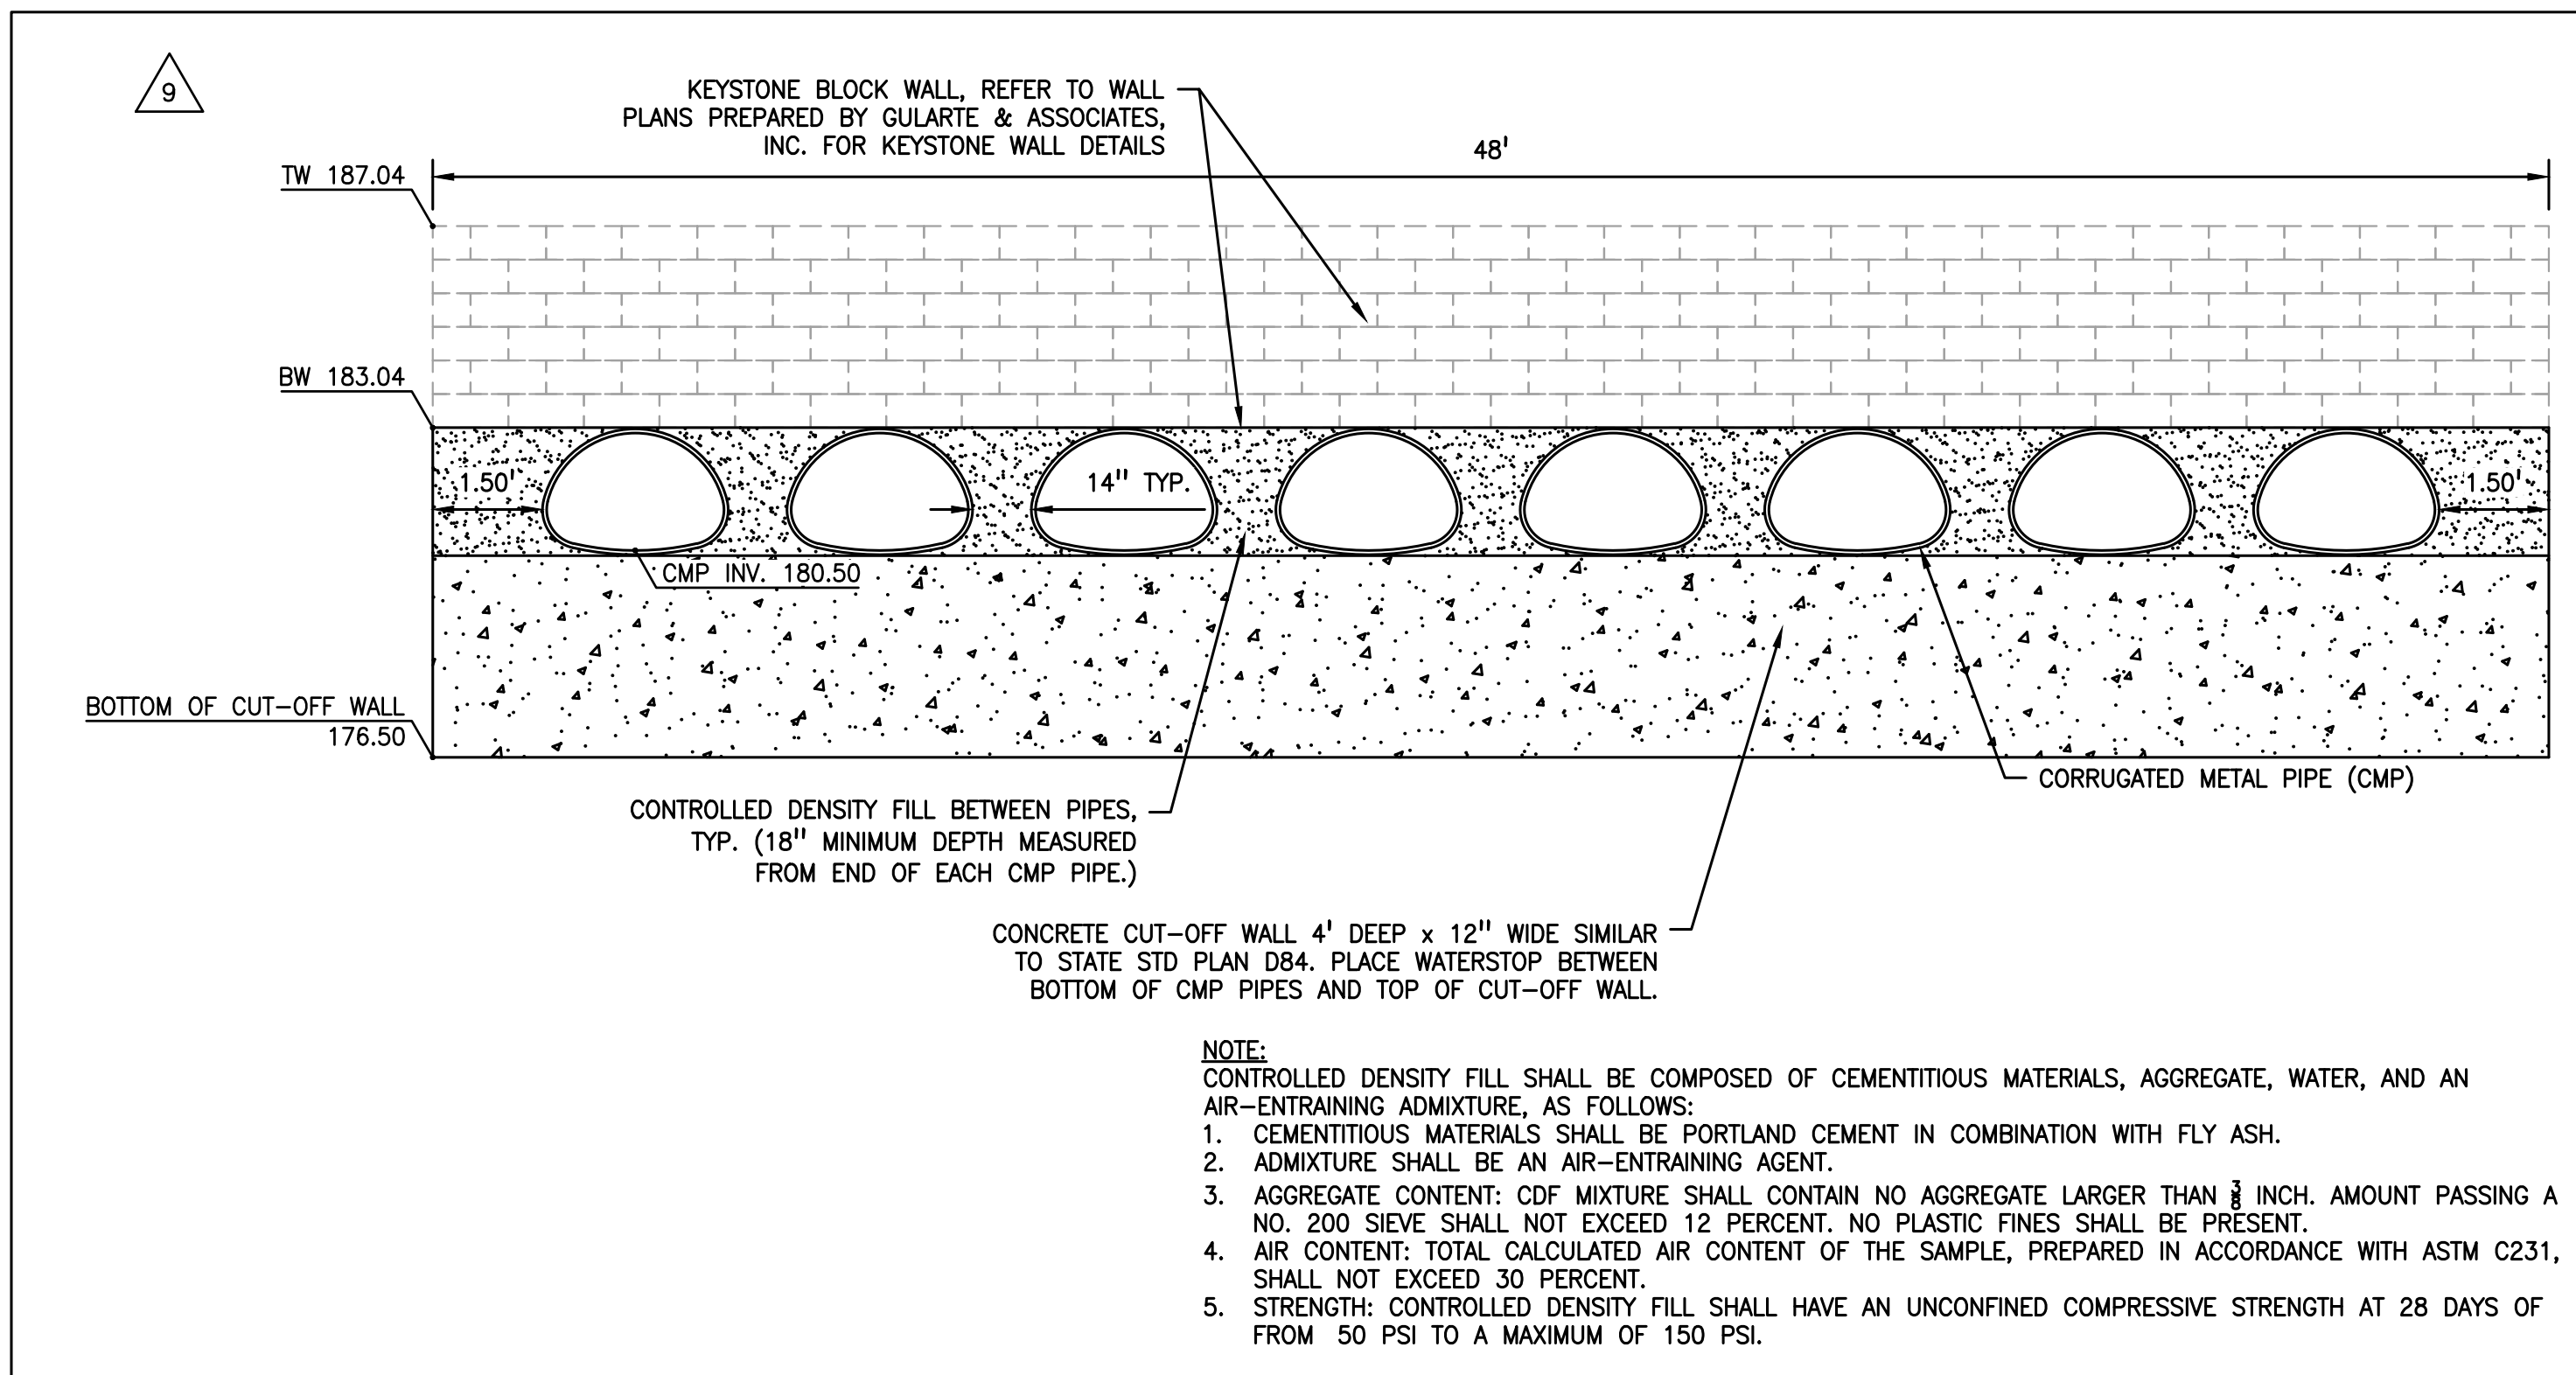 9
KEYSTONE BLOCK WALL, REFER TO WALL
PLANS PREPARED BY GULARTE & ASSOCIATES,
INC. FOR KEYSTONE WALL DETAILS
48'
TW 187.04
BW 183.04
1.50'
14" TYP.
1.50'
CMP INV. 180.50
BOTTOM OF CUT-OFF WALL
176.50
CORRUGATED METAL PIPE (CMP)
CONTROLLED DENSITY FILL BETWEEN PIPES,
TYP. (18" MINIMUM DEPTH MEASURED
FROM END OF EACH CMP PIPE.)
CONCRETE CUT-OFF WALL 4' DEEP x 12" WIDE SIMILAR
TO STATE STD PLAN D84. PLACE WATERSTOP BETWEEN
BOTTOM OF CMP PIPES AND TOP OF CUT-OFF WALL.
NOTE:
CONTROLLED DENSITY FILL SHALL BE COMPOSED OF CEMENTITIOUS MATERIALS, AGGREGATE, WATER, AND AN
AIR-ENTRAINING ADMIXTURE, AS FOLLOWS:
1. CEMENTITIOUS MATERIALS SHALL BE PORTLAND CEMENT IN COMBINATION WITH FLY ASH.
2. ADMIXTURE SHALL BE AN AIR-ENTRAINING AGENT.
3. AGGREGATE CONTENT: CDF MIXTURE SHALL CONTAIN NO AGGREGATE LARGER THAN 3/8 INCH. AMOUNT PASSING A
NO. 200 SIEVE SHALL NOT EXCEED 12 PERCENT. NO PLASTIC FINES SHALL BE PRESENT.
4. AIR CONTENT: TOTAL CALCULATED AIR CONTENT OF THE SAMPLE, PREPARED IN ACCORDANCE WITH ASTM C231,
SHALL NOT EXCEED 30 PERCENT.
5. STRENGTH: CONTROLLED DENSITY FILL SHALL HAVE AN UNCONFINED COMPRESSIVE STRENGTH AT 28 DAYS OF
FROM 50 PSI TO A MAXIMUM OF 150 PSI.